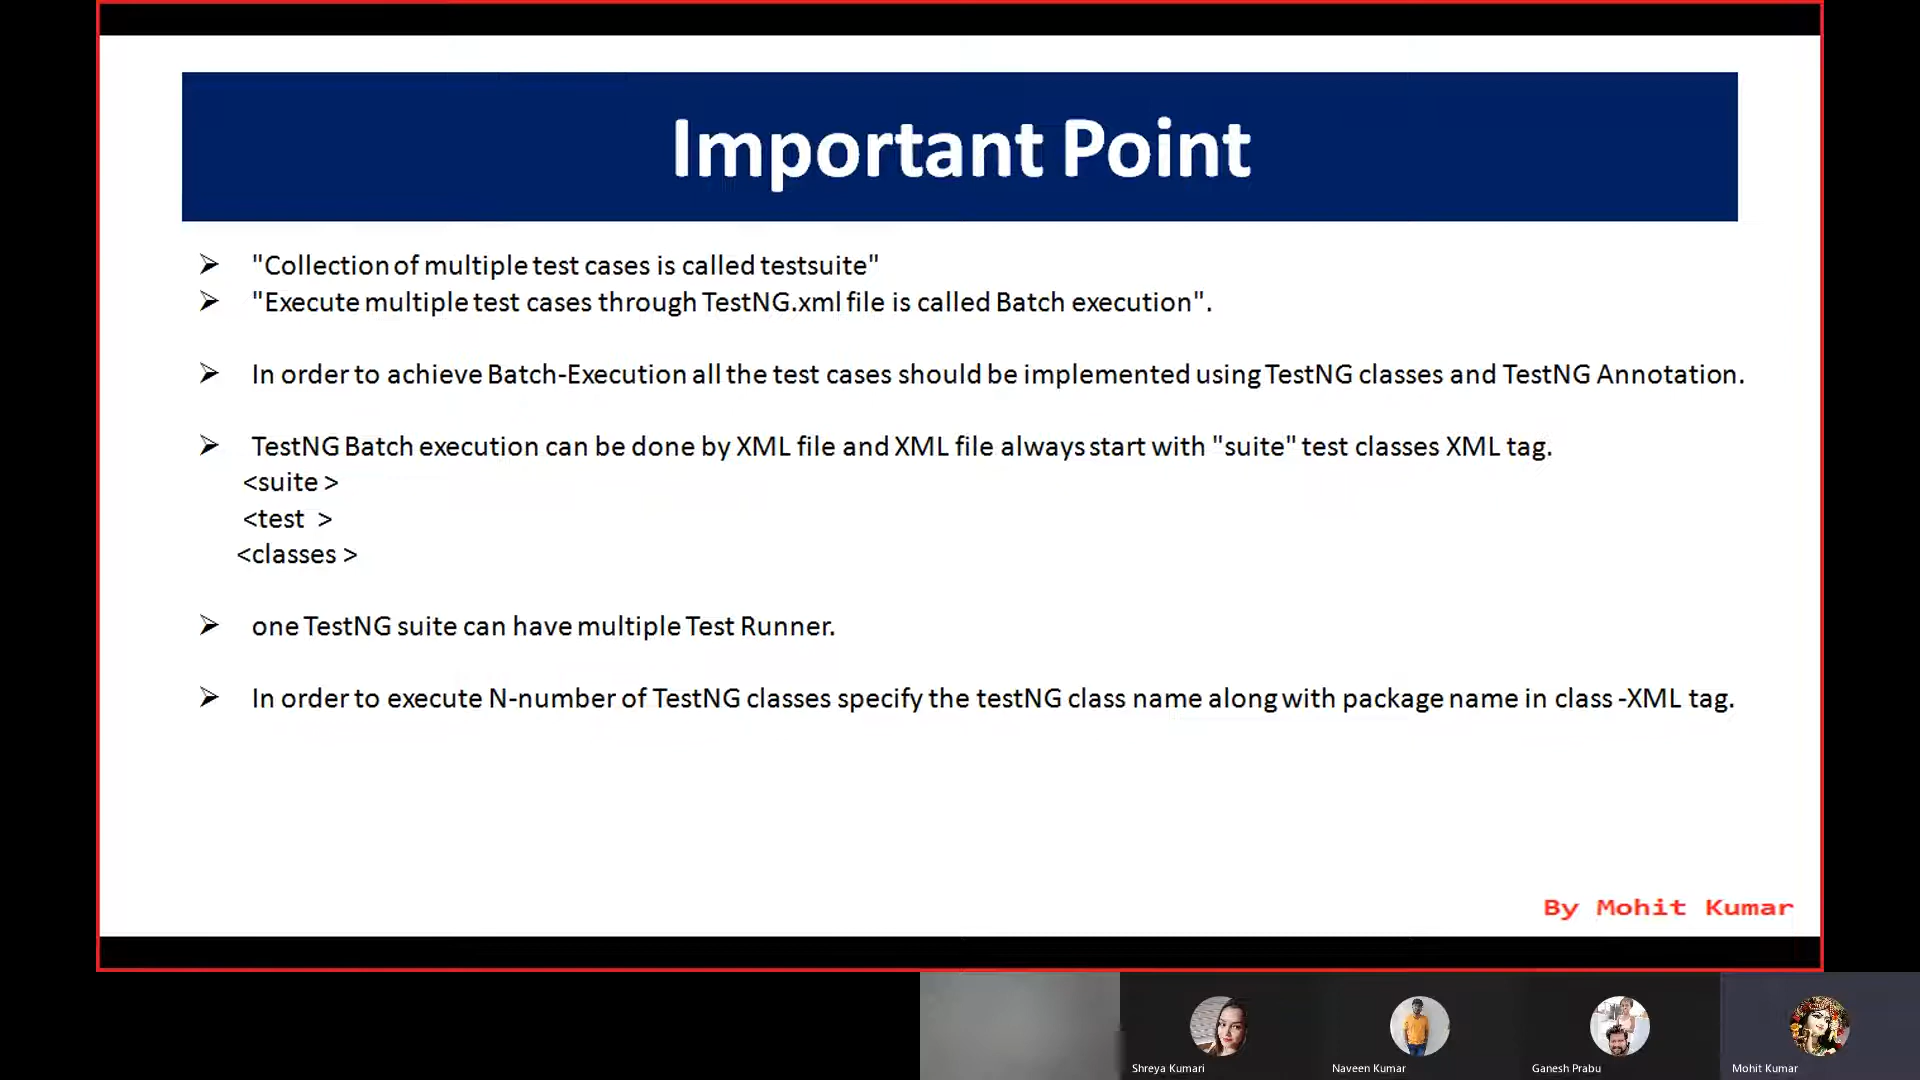 Important Point
➢ "Collection of multiple test cases is called testsuite"
➢ "Execute multiple test cases through TestNG.xml file is called Batch execution".
➢ In order to achieve Batch-Execution all the test cases should be implemented using TestNG classes and TestNG Annotation.
➢ TestNG Batch execution can be done by XML file and XML file always start with "suite" test classes XML tag.
<suite >
<test  >
<classes >
➢ one TestNG suite can have multiple Test Runner.
➢ In order to execute N-number of TestNG classes specify the testNG class name along with package name in class -XML tag.
By Mohit Kumar
Shreya Kumari Naveen Kumar Ganesh Prabu Mohit Kumar